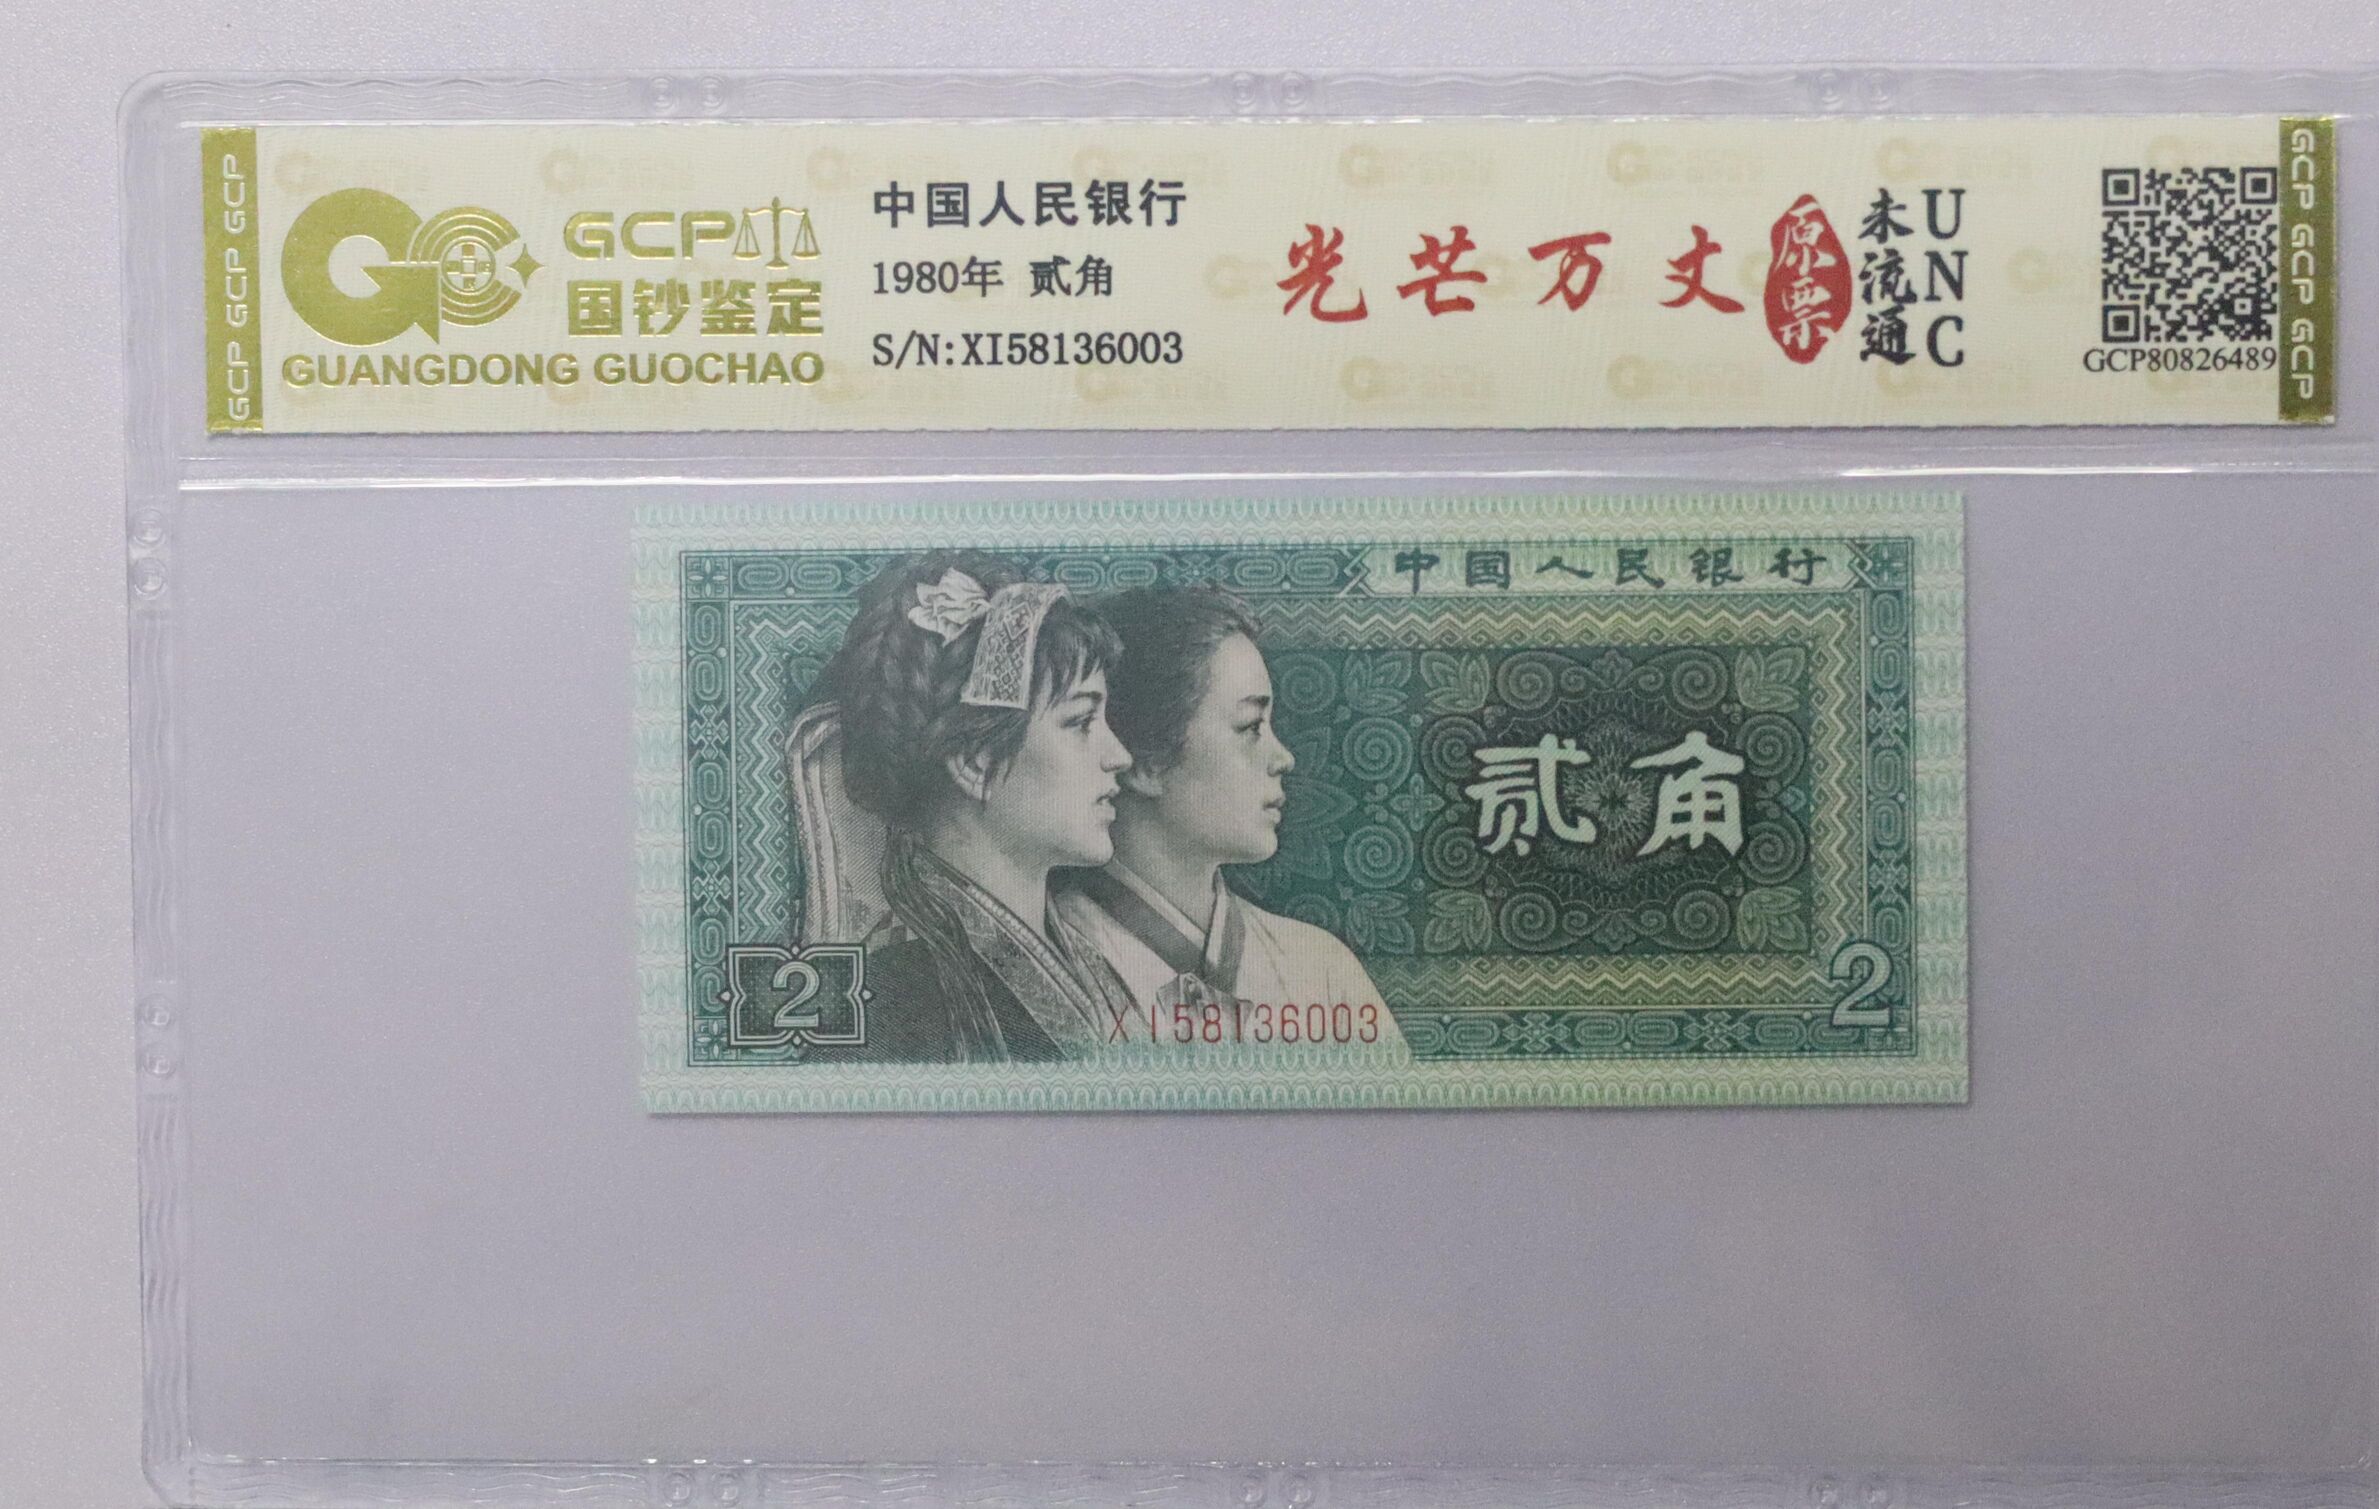 GCP GCP GCP
GCP
国钞鉴定
GUANGDONG GUOCHAO
中国人民银行
1980年 贰角
S/N:XI58136003
光芒万丈
原票
未流通
UNC
GCP80826489
GCP GCP GCP
中国人民银行
贰角
2
XI58136003
2